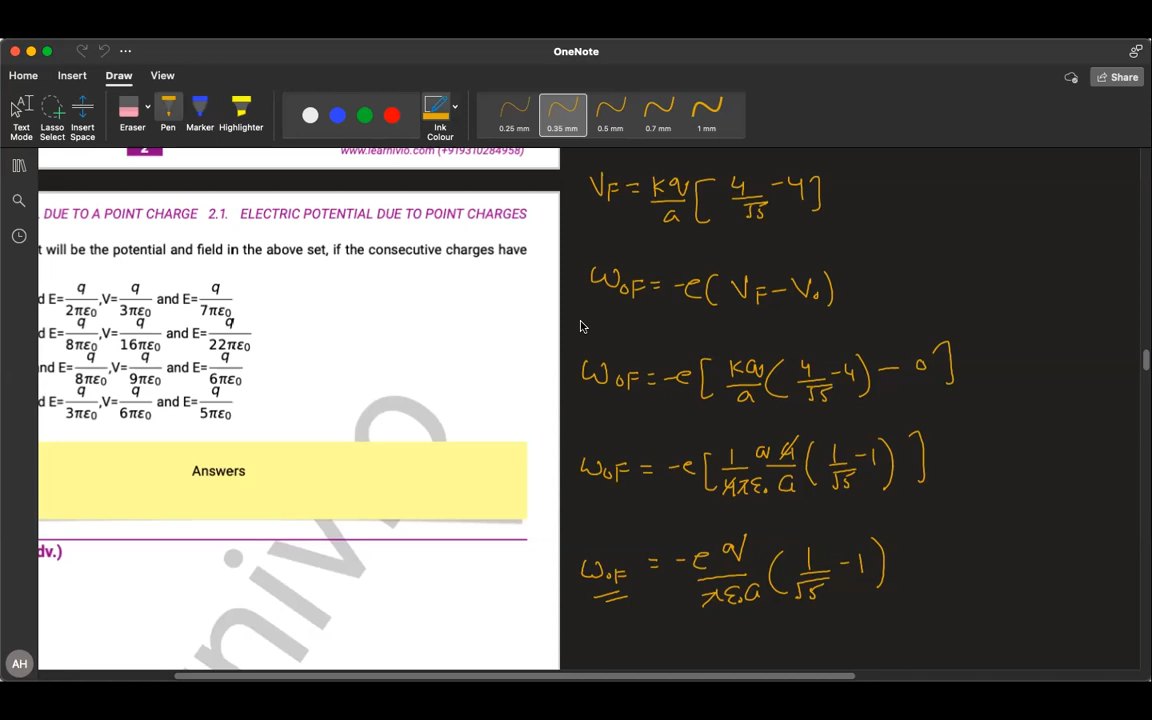 OneNote
Home Insert Draw View
Share
Text Mode
Lasso Select
Insert Space
Eraser
Pen
Marker
Highlighter
Ink Colour
0.25 mm
0.35 mm
0.5 mm
0.7 mm
1 mm
2
www.learnivio.com (+919310284958)
DUE TO A POINT CHARGE 2.1. ELECTRIC POTENTIAL DUE TO POINT CHARGES
t will be the potential and field in the above set, if the consecutive charges have
d E= q/2πε₀ ,V= q/3πε₀ and E= q/7πε₀
d E= q/8πε₀ ,V= q/16πε₀ and E= q/22πε₀
nd E= q/8πε₀ ,V= q/9πε₀ and E= q/6πε₀
d E= q/3πε₀ ,V= q/6πε₀ and E= q/5πε₀
Answers
dv.)
nivio
V_F = kq/a [ 4/√5 - 4 ]
W_OF = -e ( V_F - V_o )
W_OF = -e [ kq/a ( 4/√5 - 4 ) - 0 ]
W_OF = -e [ 1/4πε₀ q4/a ( 1/√5 - 1 ) ]
W_OF = -eq/πε₀a ( 1/√5 - 1 )
AH